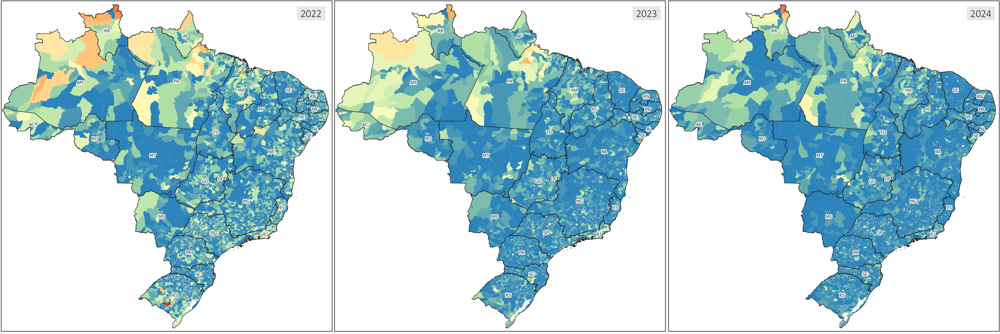 2022
RR
AP
AM
PA
MA
CE
RN
PB
PI
PE
AC
AL
TO
SE
RO
BA
MT
DF
GO
MG
ES
MS
SP
RJ
PR
SC
RS
2023
RR
AP
AM
PA
MA
CE
RN
PB
PI
PE
AC
AL
TO
SE
RO
BA
MT
DF
GO
MG
ES
MS
SP
RJ
PR
SC
RS
2024
RR
AP
AM
PA
MA
CE
RN
PB
PI
PE
AC
AL
TO
SE
RO
BA
MT
DF
GO
MG
ES
MS
SP
RJ
PR
SC
RS